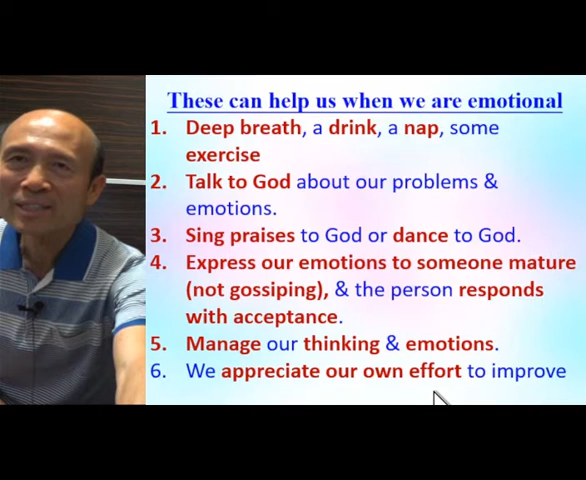 These can help us when we are emotional
1. Deep breath, a drink, a nap, some
exercise
2. Talk to God about our problems &
emotions.
3. Sing praises to God or dance to God.
4. Express our emotions to someone mature
(not gossiping), & the person responds
with acceptance.
5. Manage our thinking & emotions.
6. We appreciate our own effort to improve